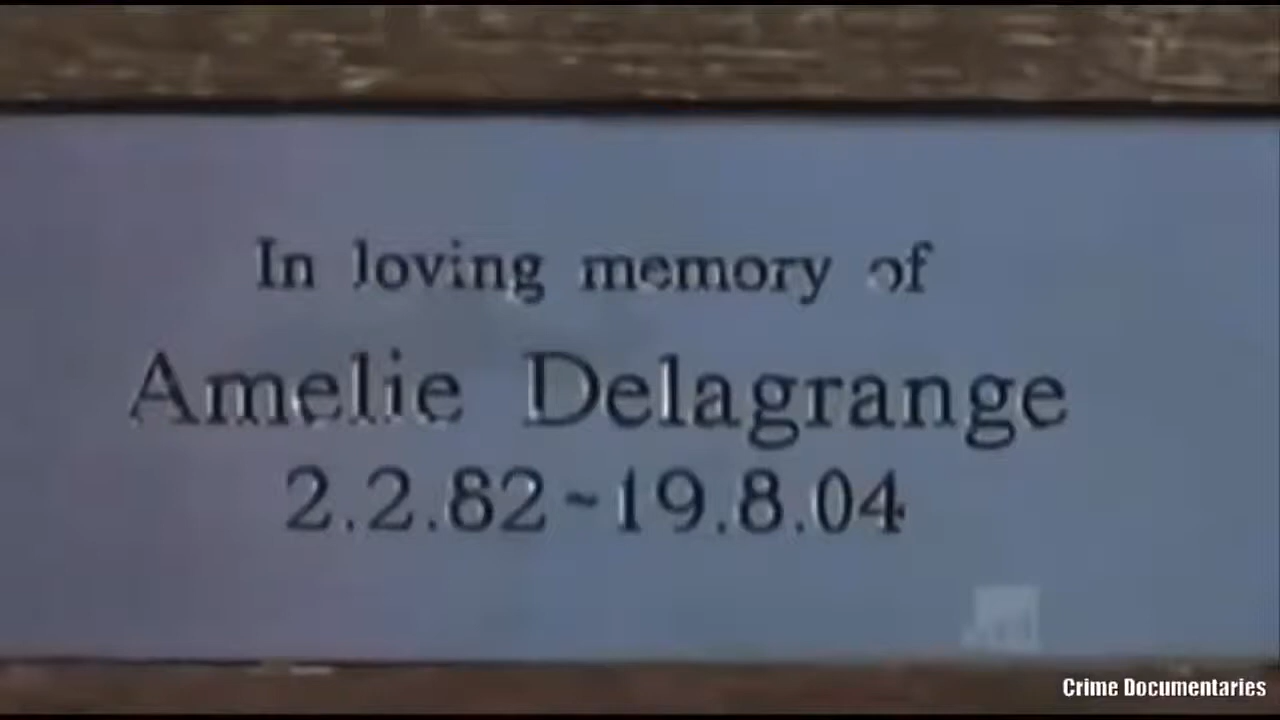 In loving memory of
Amelie Delagrange
2.2.82~19.8.04
Crime Documentaries